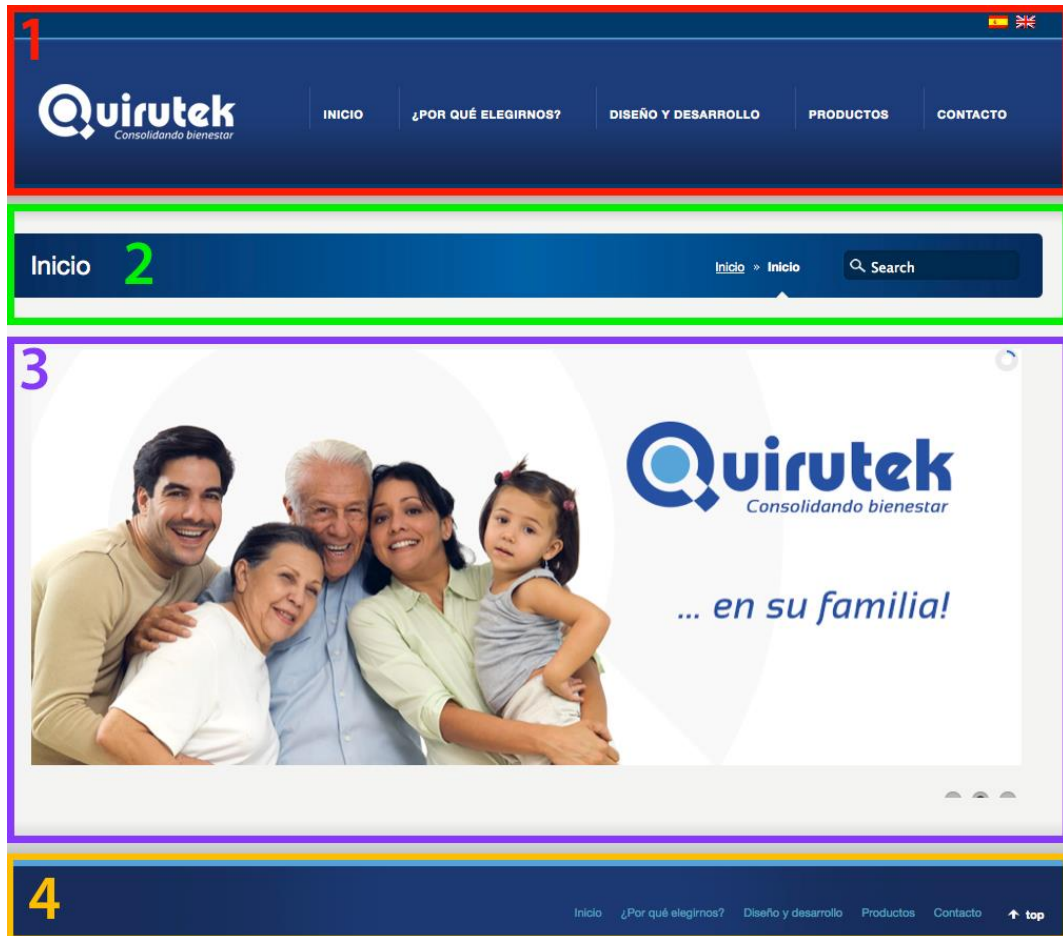 1
Quirutek
Consolidando bienestar
INICIO
¿POR QUÉ ELEGIRNOS?
DISEÑO Y DESARROLLO
PRODUCTOS
CONTACTO
Inicio
2
Inicio » Inicio
Search
3
Quirutek
Consolidando bienestar
... en su familia!
4
Inicio
¿Por qué elegirnos?
Diseño y desarrollo
Productos
Contacto
top